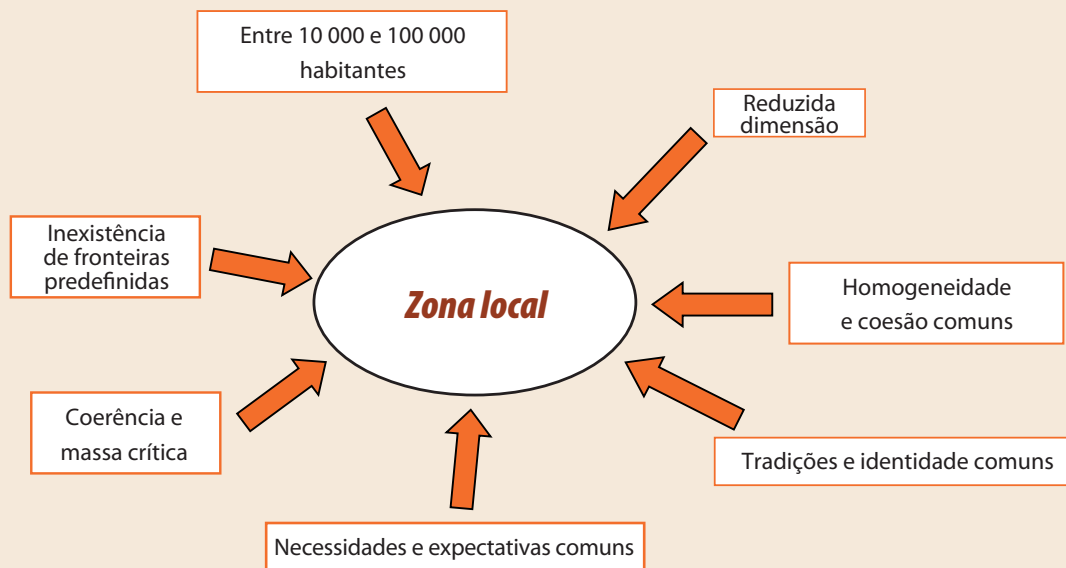 Entre 10 000 e 100 000
habitantes
Reduzida
dimensão
Inexistência
de fronteiras
predefinidas
Zona local
Homogeneidade
e coesão comuns
Coerência e
massa crítica
Tradições e identidade comuns
Necessidades e expectativas comuns